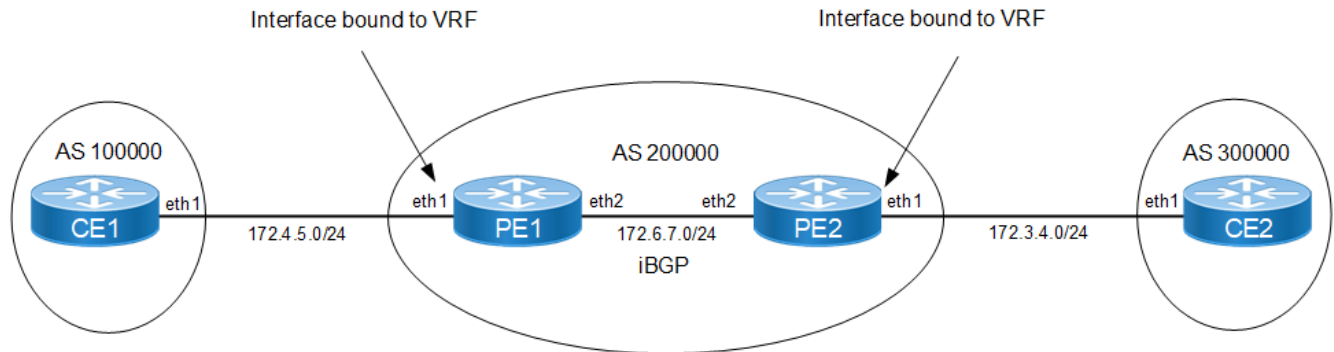 Interface bound to VRF
Interface bound to VRF
AS 100000
AS 200000
AS 300000
eth1
eth1
eth2
eth2
eth1
eth1
CE1
PE1
PE2
CE2
172.4.5.0/24
172.6.7.0/24
172.3.4.0/24
iBGP